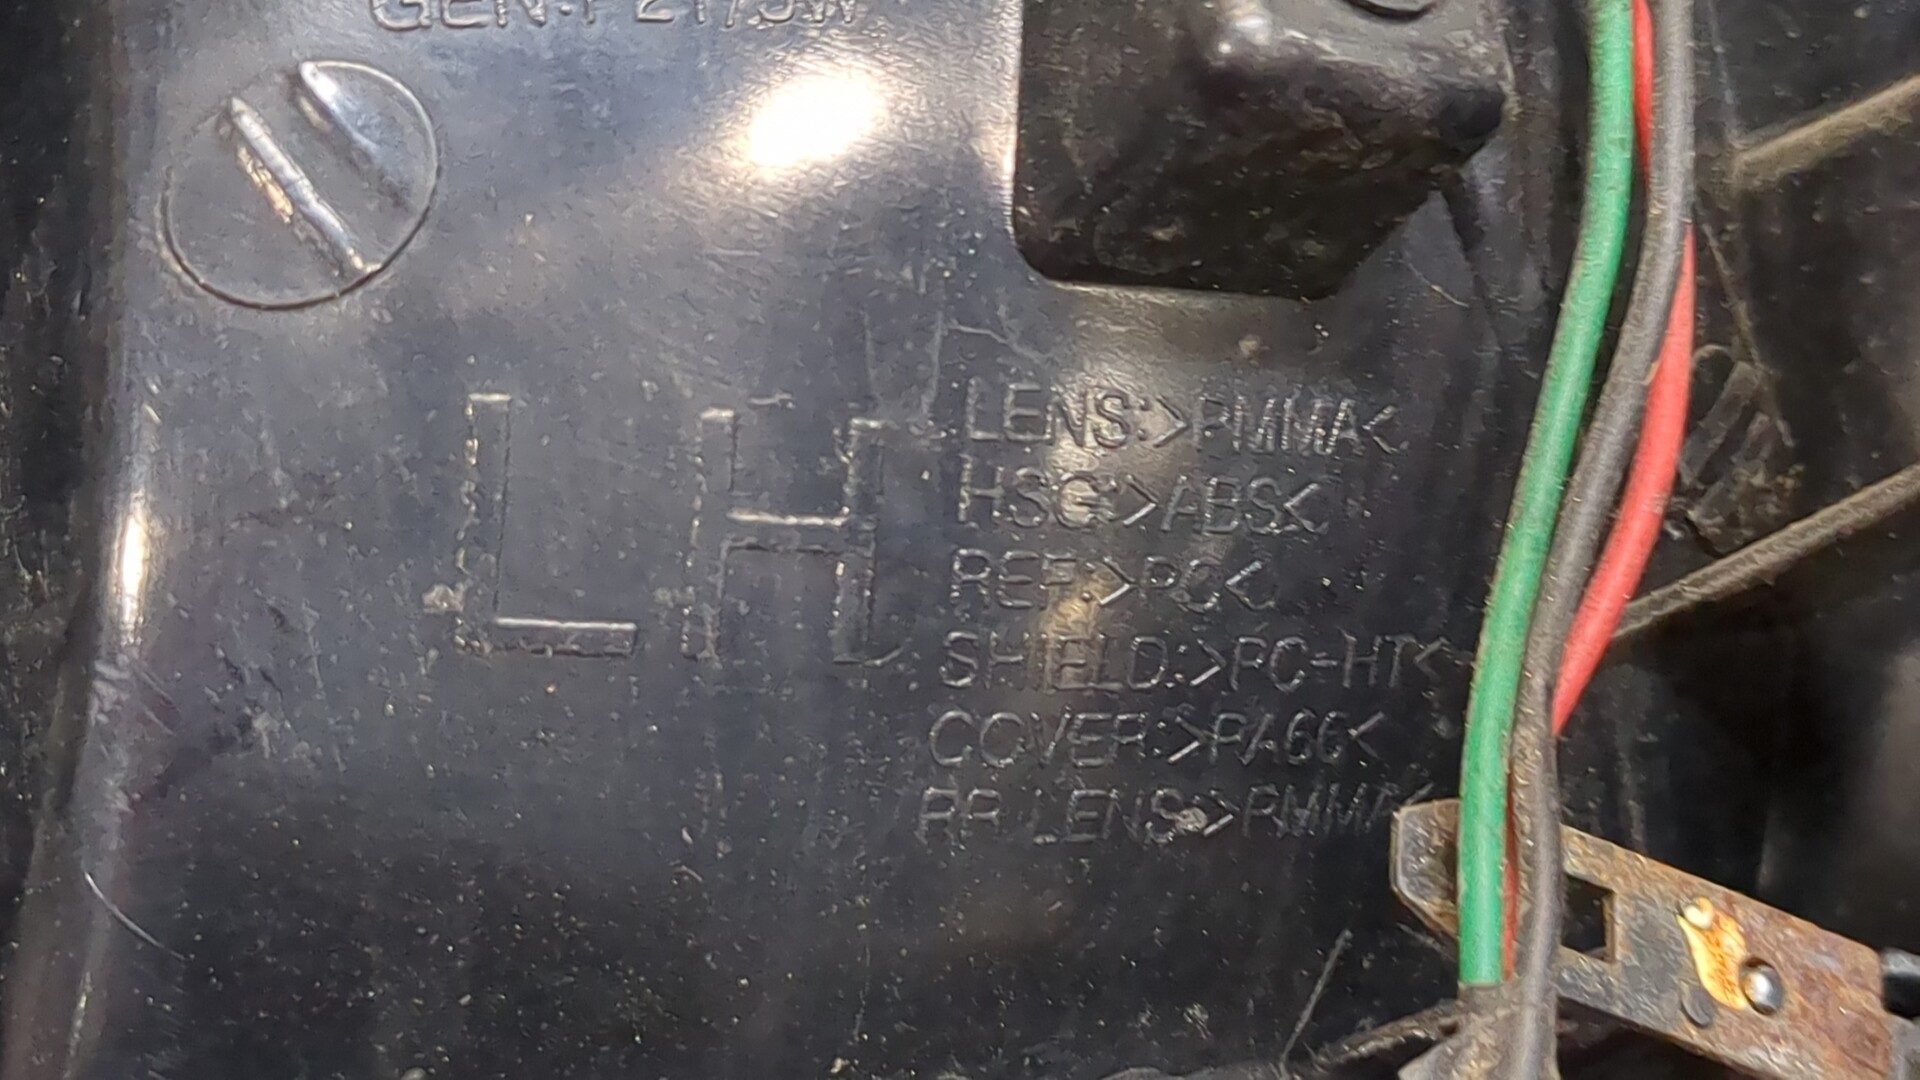 LH
LENS:>PMMA<
HSG:>ABS<
REF:>PC<
SHIELD:>PC-HT<
COVER:>PA66<
RR LENS:>PMMA<